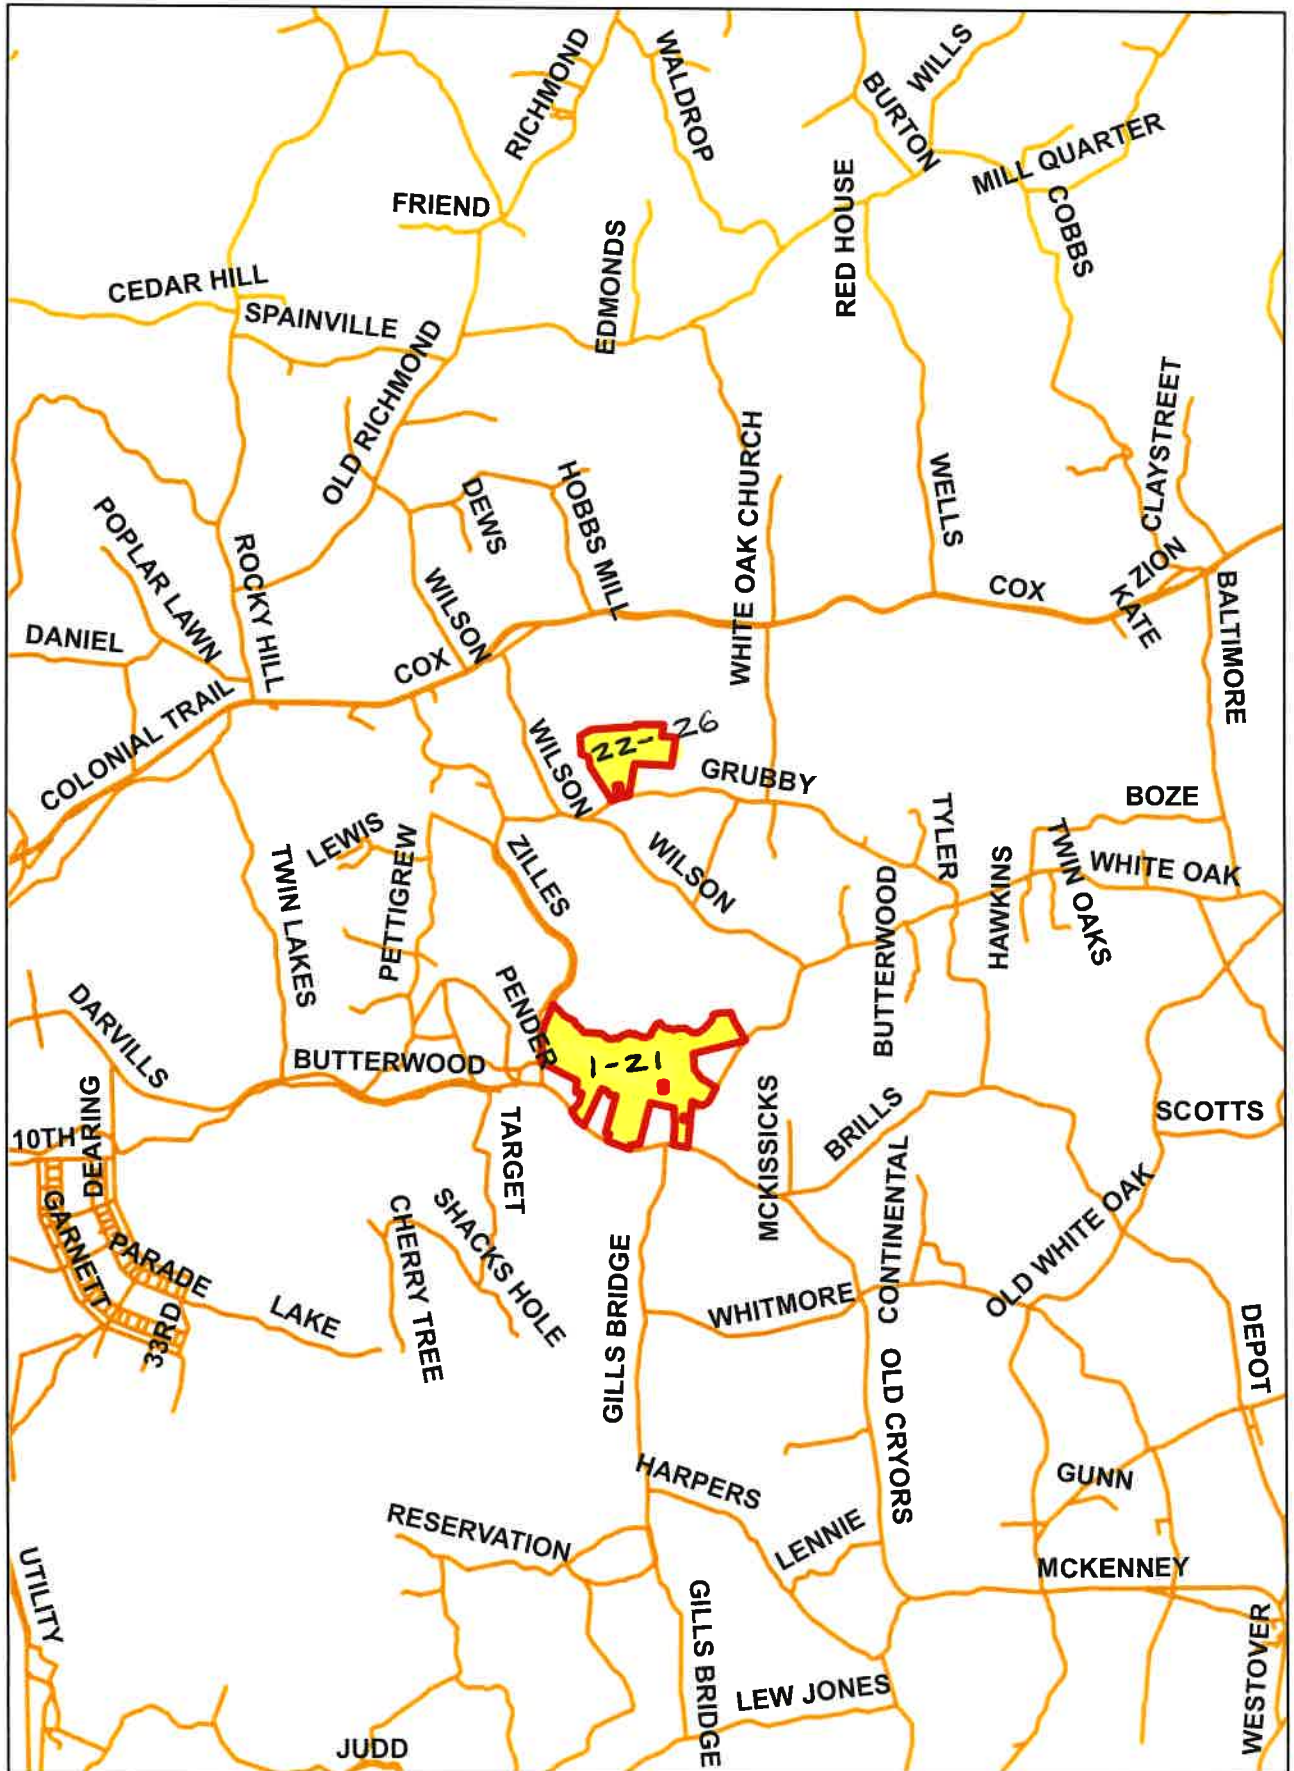 RICHMOND
WALDROP
WILLS
BURTON
MILL QUARTER
RED HOUSE
FRIEND
COBBS
EDMONDS
CEDAR HILL
SPAINVILLE
OLD RICHMOND
CLAYSTREET
WHITE OAK CHURCH
WELLS
HOBBS MILL
DEWS
POPLAR LAWN
ROCKY HILL
WILSON
ZION
COX
KATE
BALTIMORE
DANIEL
COX
COLONIAL TRAIL
WILSON
22-26
GRUBBY
BOZE
TYLER
LEWIS
PETTIGREW
ZILLES
WILSON
TWIN OAKS
WHITE OAK
HAWKINS
TWIN LAKES
BUTTERWOOD
PENDER
DARVILLS
BUTTERWOOD
1-21
DEARING
10TH
TARGET
MCKISSICKS
BRILLS
SCOTTS
CONTINENTAL
GARNETT
PARADE
CHERRY TREE
SHACKS HOLE
OLD WHITE OAK
33RD
LAKE
GILLS BRIDGE
WHITMORE
DEPOT
OLD CRYORS
HARPERS
GUNN
RESERVATION
LENNIE
MCKENNEY
UTILITY
GILLS BRIDGE
WESTOVER
LEW JONES
JUDD